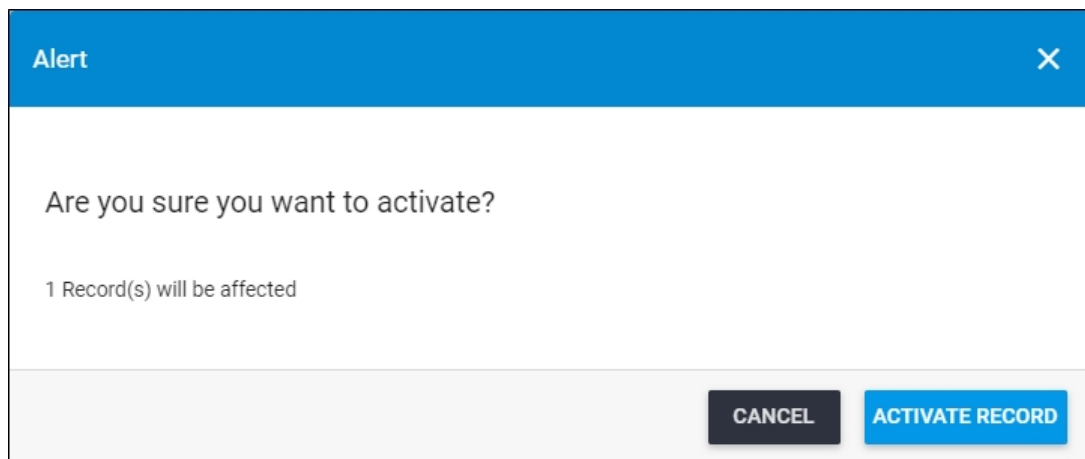 Alert
Are you sure you want to activate?
1 Record(s) will be affected
CANCEL
ACTIVATE RECORD